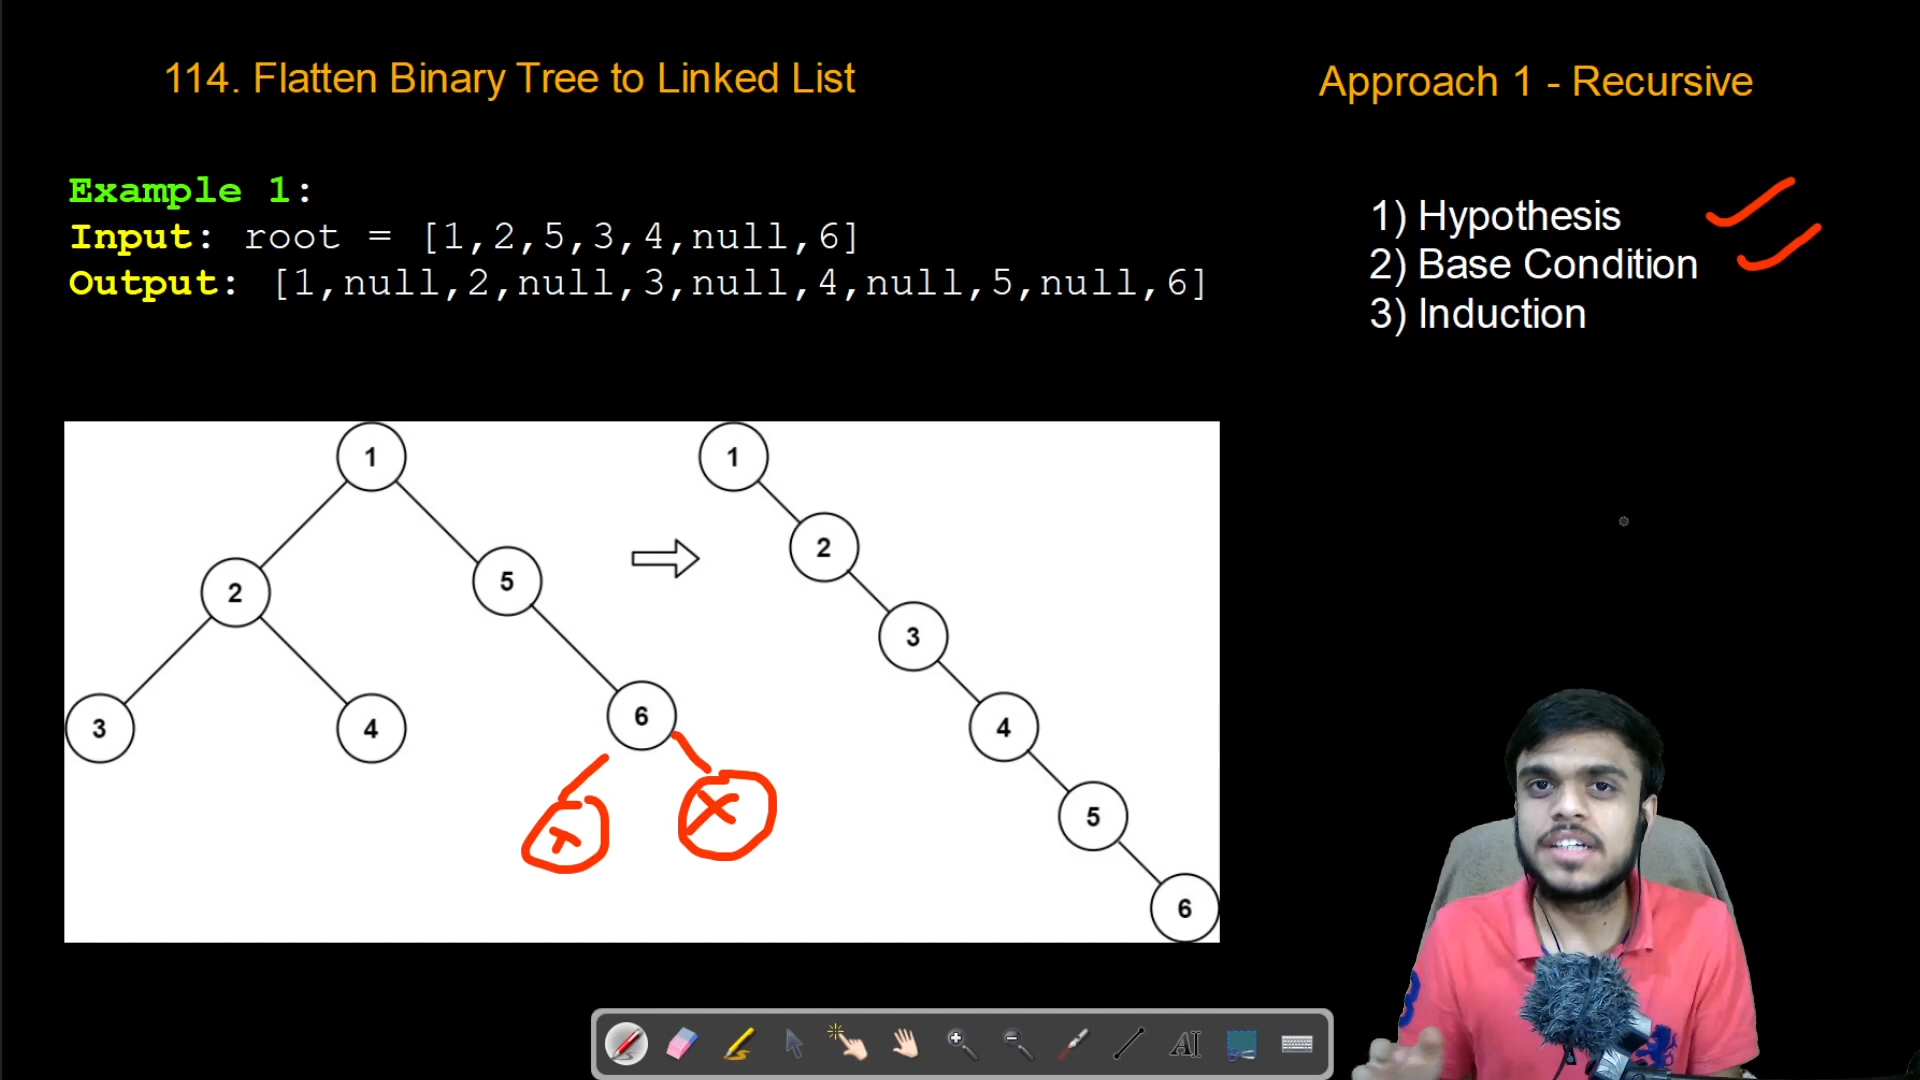 114. Flatten Binary Tree to Linked List
Approach 1 - Recursive
Example 1:
Input: root = [1,2,5,3,4,null,6]
Output: [1,null,2,null,3,null,4,null,5,null,6]
1) Hypothesis
2) Base Condition
3) Induction
1
2
5
3
4
6
1
2
3
4
5
6
AI